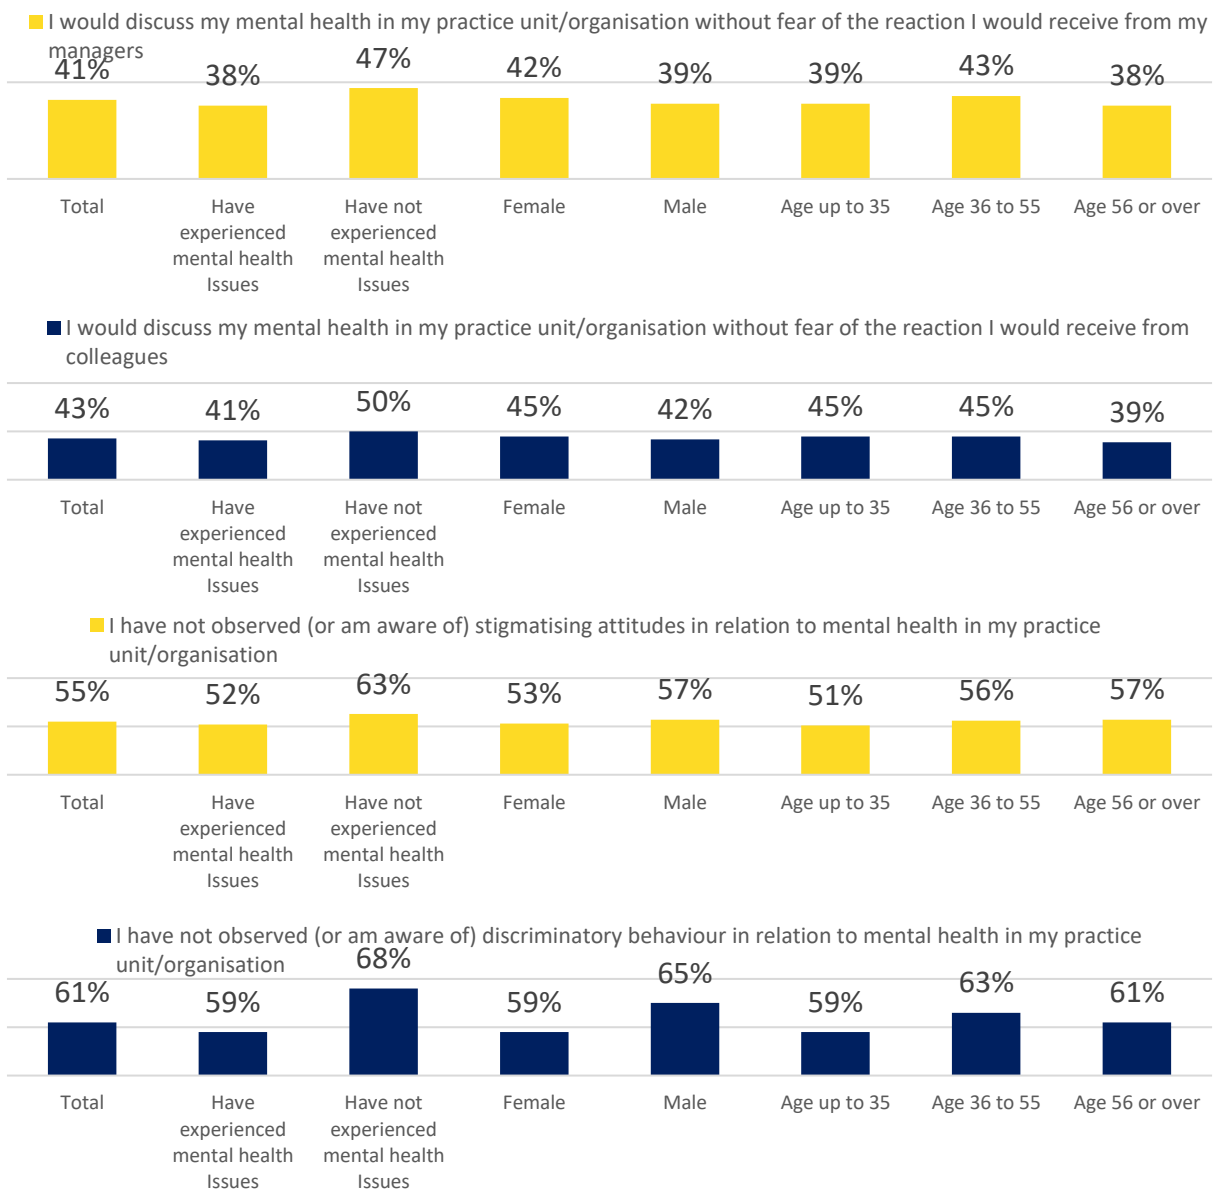 I would discuss my mental health in my practice unit/organisation without fear of the reaction I would receive from my
managers
41% 38% 47% 42% 39% 39% 43% 38%
Total Have Have not Female Male Age up to 35 Age 36 to 55 Age 56 or over
experienced experienced
mental health mental health
Issues Issues
I would discuss my mental health in my practice unit/organisation without fear of the reaction I would receive from
colleagues
43% 41% 50% 45% 42% 45% 45% 39%
Total Have Have not Female Male Age up to 35 Age 36 to 55 Age 56 or over
experienced experienced
mental health mental health
Issues Issues
I have not observed (or am aware of) stigmatising attitudes in relation to mental health in my practice
unit/organisation
55% 52% 63% 53% 57% 51% 56% 57%
Total Have Have not Female Male Age up to 35 Age 36 to 55 Age 56 or over
experienced experienced
mental health mental health
Issues Issues
I have not observed (or am aware of) discriminatory behaviour in relation to mental health in my practice
unit/organisation
61% 59% 68% 59% 65% 59% 63% 61%
Total Have Have not Female Male Age up to 35 Age 36 to 55 Age 56 or over
experienced experienced
mental health mental health
Issues Issues